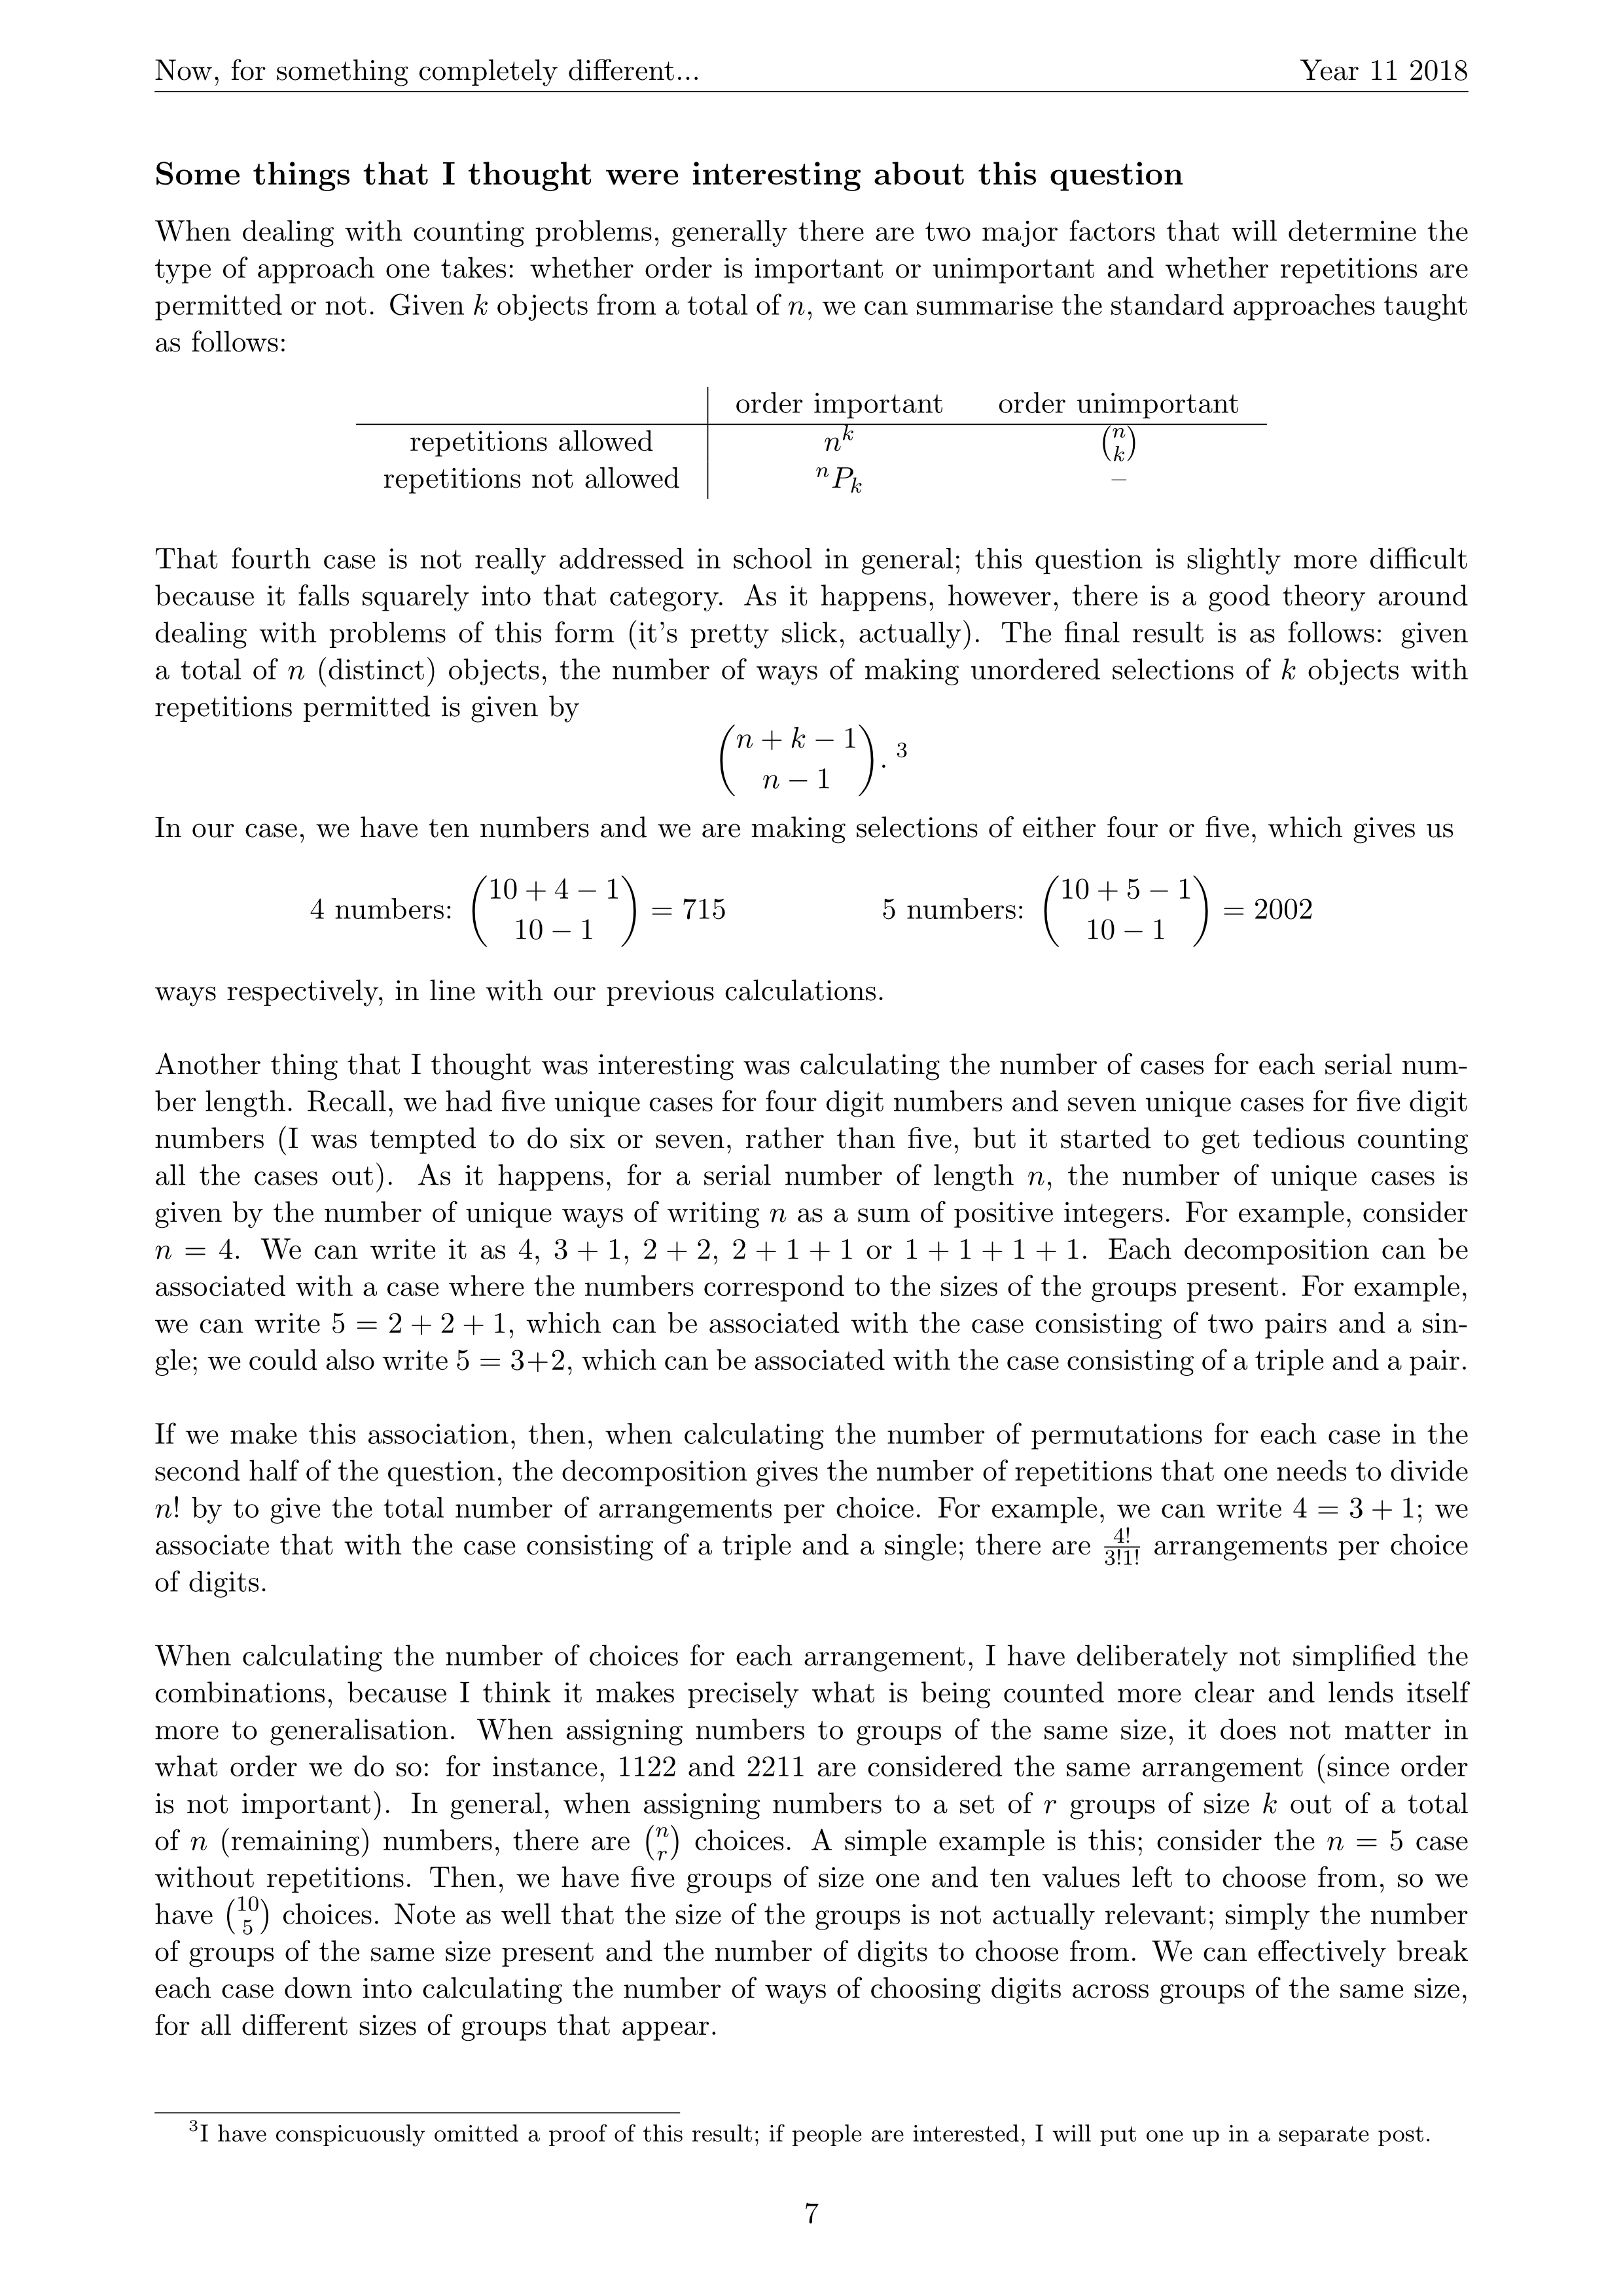 Now, for something completely different... Year 11 2018
Some things that I thought were interesting about this question
When dealing with counting problems, generally there are two major factors that will determine the
type of approach one takes: whether order is important or unimportant and whether repetitions are
permitted or not. Given k objects from a total of n, we can summarise the standard approaches taught
as follows:
order important order unimportant
repetitions allowed n^k \binom{n}{k}
repetitions not allowed ^nP_k –
That fourth case is not really addressed in school in general; this question is slightly more difficult
because it falls squarely into that category. As it happens, however, there is a good theory around
dealing with problems of this form (it's pretty slick, actually). The final result is as follows: given
a total of n (distinct) objects, the number of ways of making unordered selections of k objects with
repetitions permitted is given by
\binom{n + k − 1}{n − 1}. ³
In our case, we have ten numbers and we are making selections of either four or five, which gives us
4 numbers: \binom{10 + 4 − 1}{10 − 1} = 715 5 numbers: \binom{10 + 5 − 1}{10 − 1} = 2002
ways respectively, in line with our previous calculations.
Another thing that I thought was interesting was calculating the number of cases for each serial num-
ber length. Recall, we had five unique cases for four digit numbers and seven unique cases for five digit
numbers (I was tempted to do six or seven, rather than five, but it started to get tedious counting
all the cases out). As it happens, for a serial number of length n, the number of unique cases is
given by the number of unique ways of writing n as a sum of positive integers. For example, consider
n = 4. We can write it as 4, 3 + 1, 2 + 2, 2 + 1 + 1 or 1 + 1 + 1 + 1. Each decomposition can be
associated with a case where the numbers correspond to the sizes of the groups present. For example,
we can write 5 = 2 + 2 + 1, which can be associated with the case consisting of two pairs and a sin-
gle; we could also write 5 = 3+2, which can be associated with the case consisting of a triple and a pair.
If we make this association, then, when calculating the number of permutations for each case in the
second half of the question, the decomposition gives the number of repetitions that one needs to divide
n! by to give the total number of arrangements per choice. For example, we can write 4 = 3 + 1; we
associate that with the case consisting of a triple and a single; there are \frac{4!}{3!1!} arrangements per choice
of digits.
When calculating the number of choices for each arrangement, I have deliberately not simplified the
combinations, because I think it makes precisely what is being counted more clear and lends itself
more to generalisation. When assigning numbers to groups of the same size, it does not matter in
what order we do so: for instance, 1122 and 2211 are considered the same arrangement (since order
is not important). In general, when assigning numbers to a set of r groups of size k out of a total
of n (remaining) numbers, there are \binom{n}{r} choices. A simple example is this; consider the n = 5 case
without repetitions. Then, we have five groups of size one and ten values left to choose from, so we
have \binom{10}{5} choices. Note as well that the size of the groups is not actually relevant; simply the number
of groups of the same size present and the number of digits to choose from. We can effectively break
each case down into calculating the number of ways of choosing digits across groups of the same size,
for all different sizes of groups that appear.
³I have conspicuously omitted a proof of this result; if people are interested, I will put one up in a separate post.
7